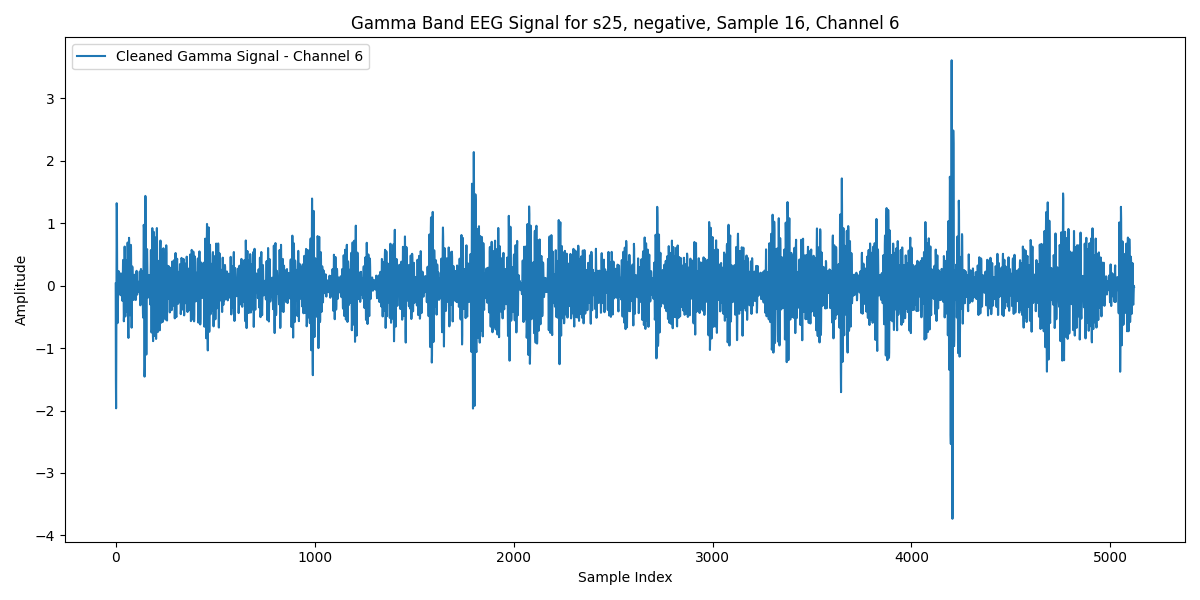 Gamma Band EEG Signal for s25, negative, Sample 16, Channel 6
Cleaned Gamma Signal - Channel 6
Amplitude
3
2
1
0
−1
−2
−3
−4
0 1000 2000 3000 4000 5000
Sample Index